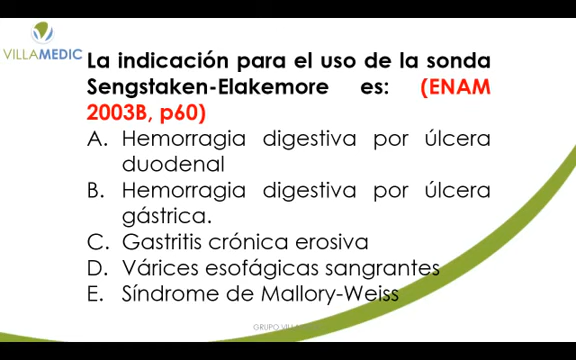 VILLAMEDIC
La indicación para el uso de la sonda
Sengstaken-Elakemore es: (ENAM
2003B, p60)
A. Hemorragia digestiva por úlcera
duodenal
B. Hemorragia digestiva por úlcera
gástrica.
C. Gastritis crónica erosiva
D. Várices esofágicas sangrantes
E. Síndrome de Mallory-Weiss
GRUPO